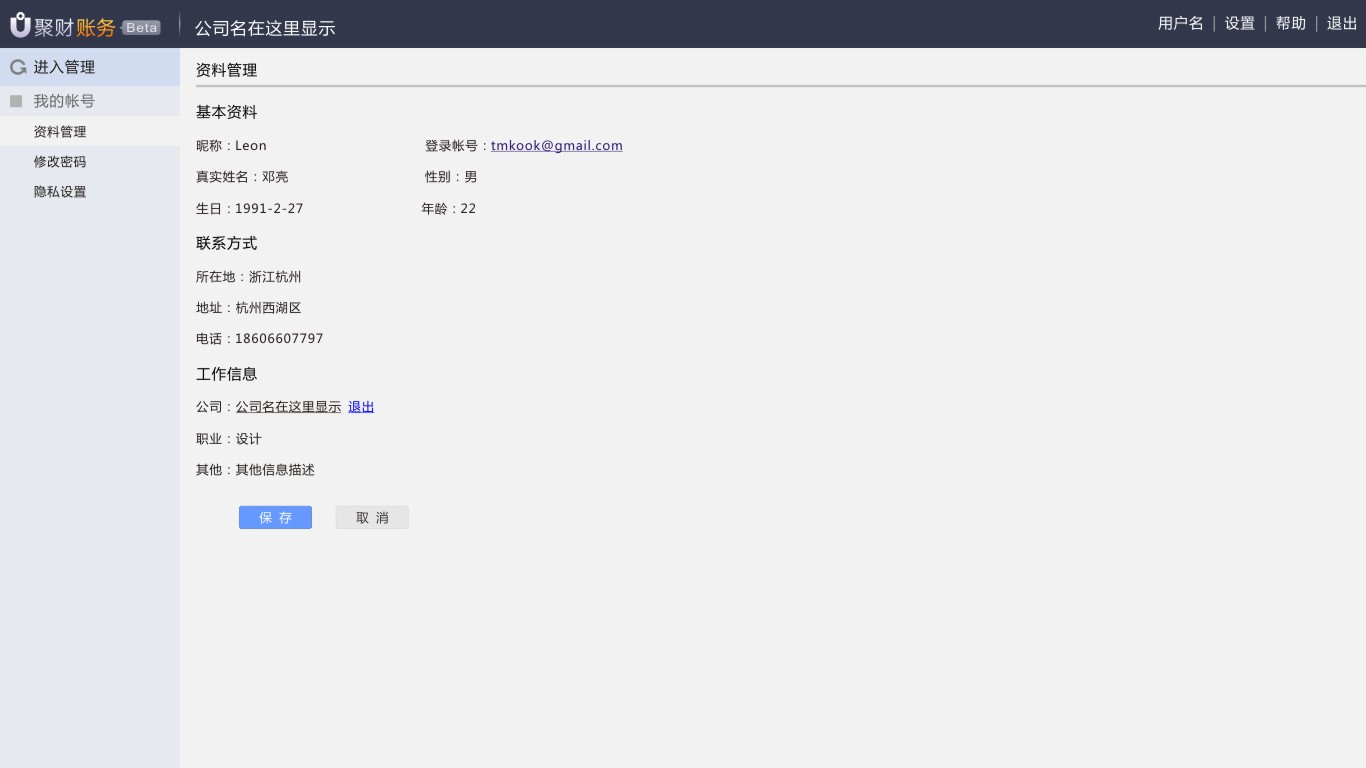 聚财账务 Beta 公司名在这里显示 用户名 | 设置 | 帮助 | 退出
进入管理
我的帐号
资料管理
修改密码
隐私设置
资料管理
基本资料
昵称：Leon 登录帐号：tmkook@gmail.com
真实姓名：邓亮 性别：男
生日：1991-2-27 年龄：22
联系方式
所在地：浙江杭州
地址：杭州西湖区
电话：18606607797
工作信息
公司：公司名在这里显示 退出
职业：设计
其他：其他信息描述
保 存 取 消